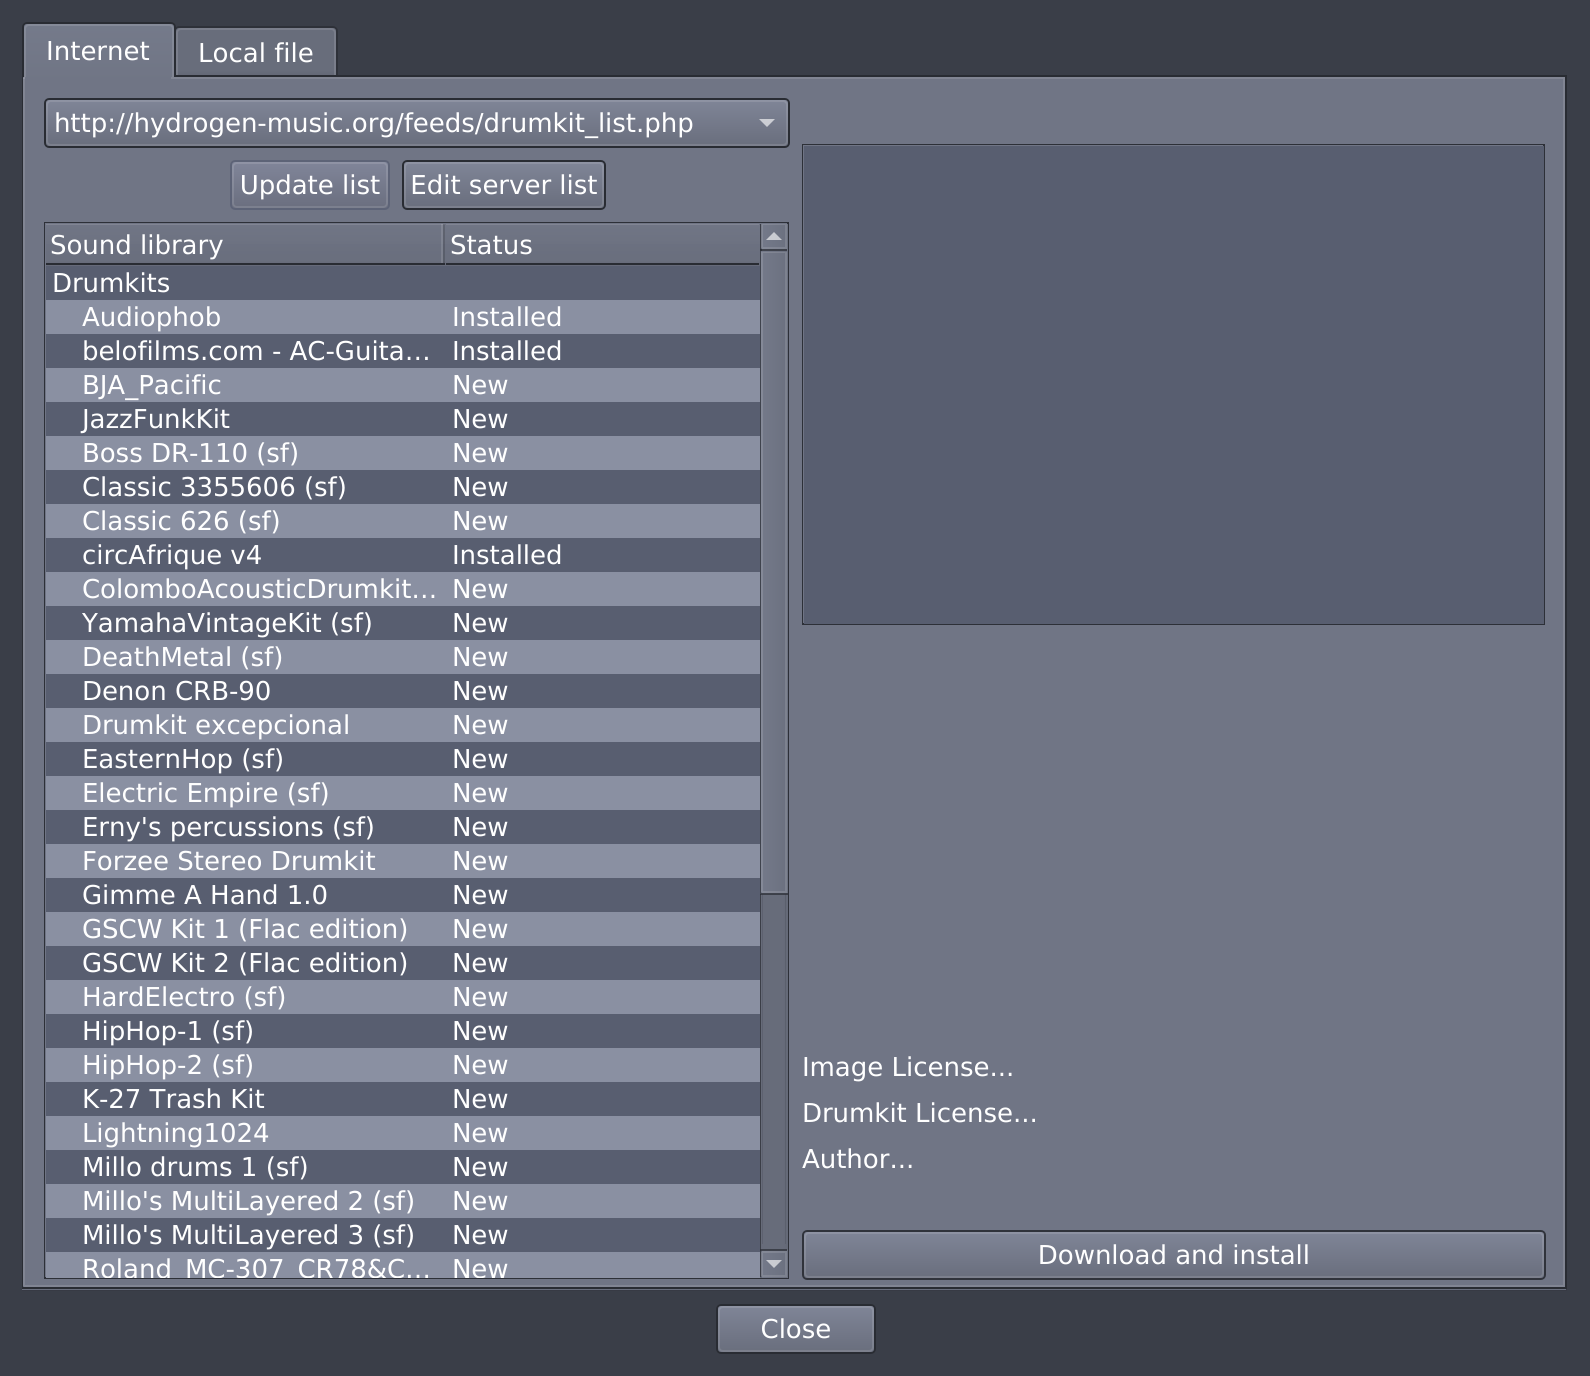 Internet Local file
http://hydrogen-music.org/feeds/drumkit_list.php
Update list Edit server list
Sound library Status
Drumkits
Audiophob Installed
belofilms.com - AC-Guita... Installed
BJA_Pacific New
JazzFunkKit New
Boss DR-110 (sf) New
Classic 3355606 (sf) New
Classic 626 (sf) New
circAfrique v4 Installed
ColomboAcousticDrumkit... New
YamahaVintageKit (sf) New
DeathMetal (sf) New
Denon CRB-90 New
Drumkit excepcional New
EasternHop (sf) New
Electric Empire (sf) New
Erny's percussions (sf) New
Forzee Stereo Drumkit New
Gimme A Hand 1.0 New
GSCW Kit 1 (Flac edition) New
GSCW Kit 2 (Flac edition) New
HardElectro (sf) New
HipHop-1 (sf) New
HipHop-2 (sf) New
K-27 Trash Kit New
Lightning1024 New
Millo drums 1 (sf) New
Millo's MultiLayered 2 (sf) New
Millo's MultiLayered 3 (sf) New
Roland_MC-307_CR78&C... New
Image License...
Drumkit License...
Author...
Download and install
Close